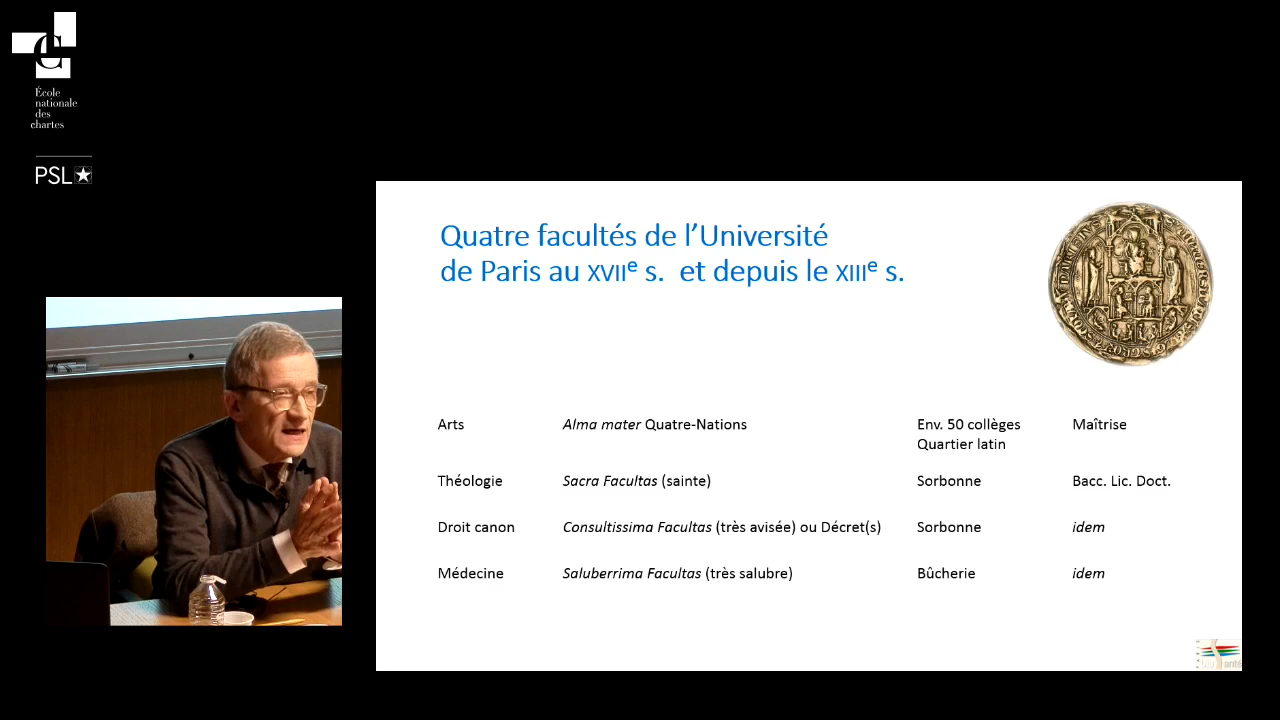 École
nationale
des
chartes
PSL
Quatre facultés de l’Université
de Paris au XVIIe s. et depuis le XIIIe s.
Arts Alma mater Quatre-Nations Env. 50 collèges Maîtrise
Quartier latin
Théologie Sacra Facultas (sainte) Sorbonne Bacc. Lic. Doct.
Droit canon Consultissima Facultas (très avisée) ou Décret(s) Sorbonne idem
Médecine Saluberrima Facultas (très salubre) Bûcherie idem